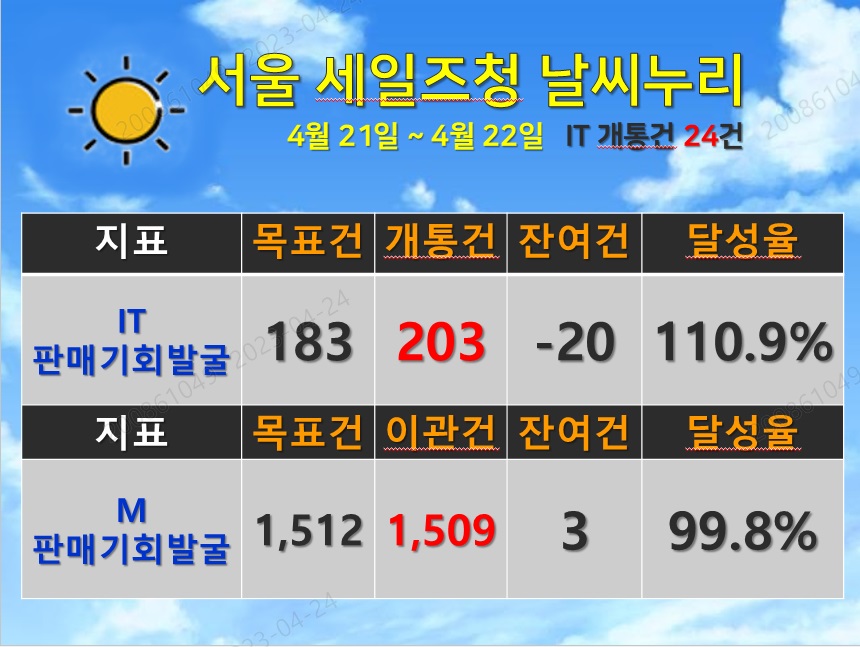 서울 세일즈청 날씨누리
4월 21일 ~ 4월 22일 IT 개통건 24건
지표 목표건 개통건 잔여건 달성율
IT
판매기회발굴 183 203 -20 110.9%
지표 목표건 이관건 잔여건 달성율
M
판매기회발굴 1,512 1,509 3 99.8%